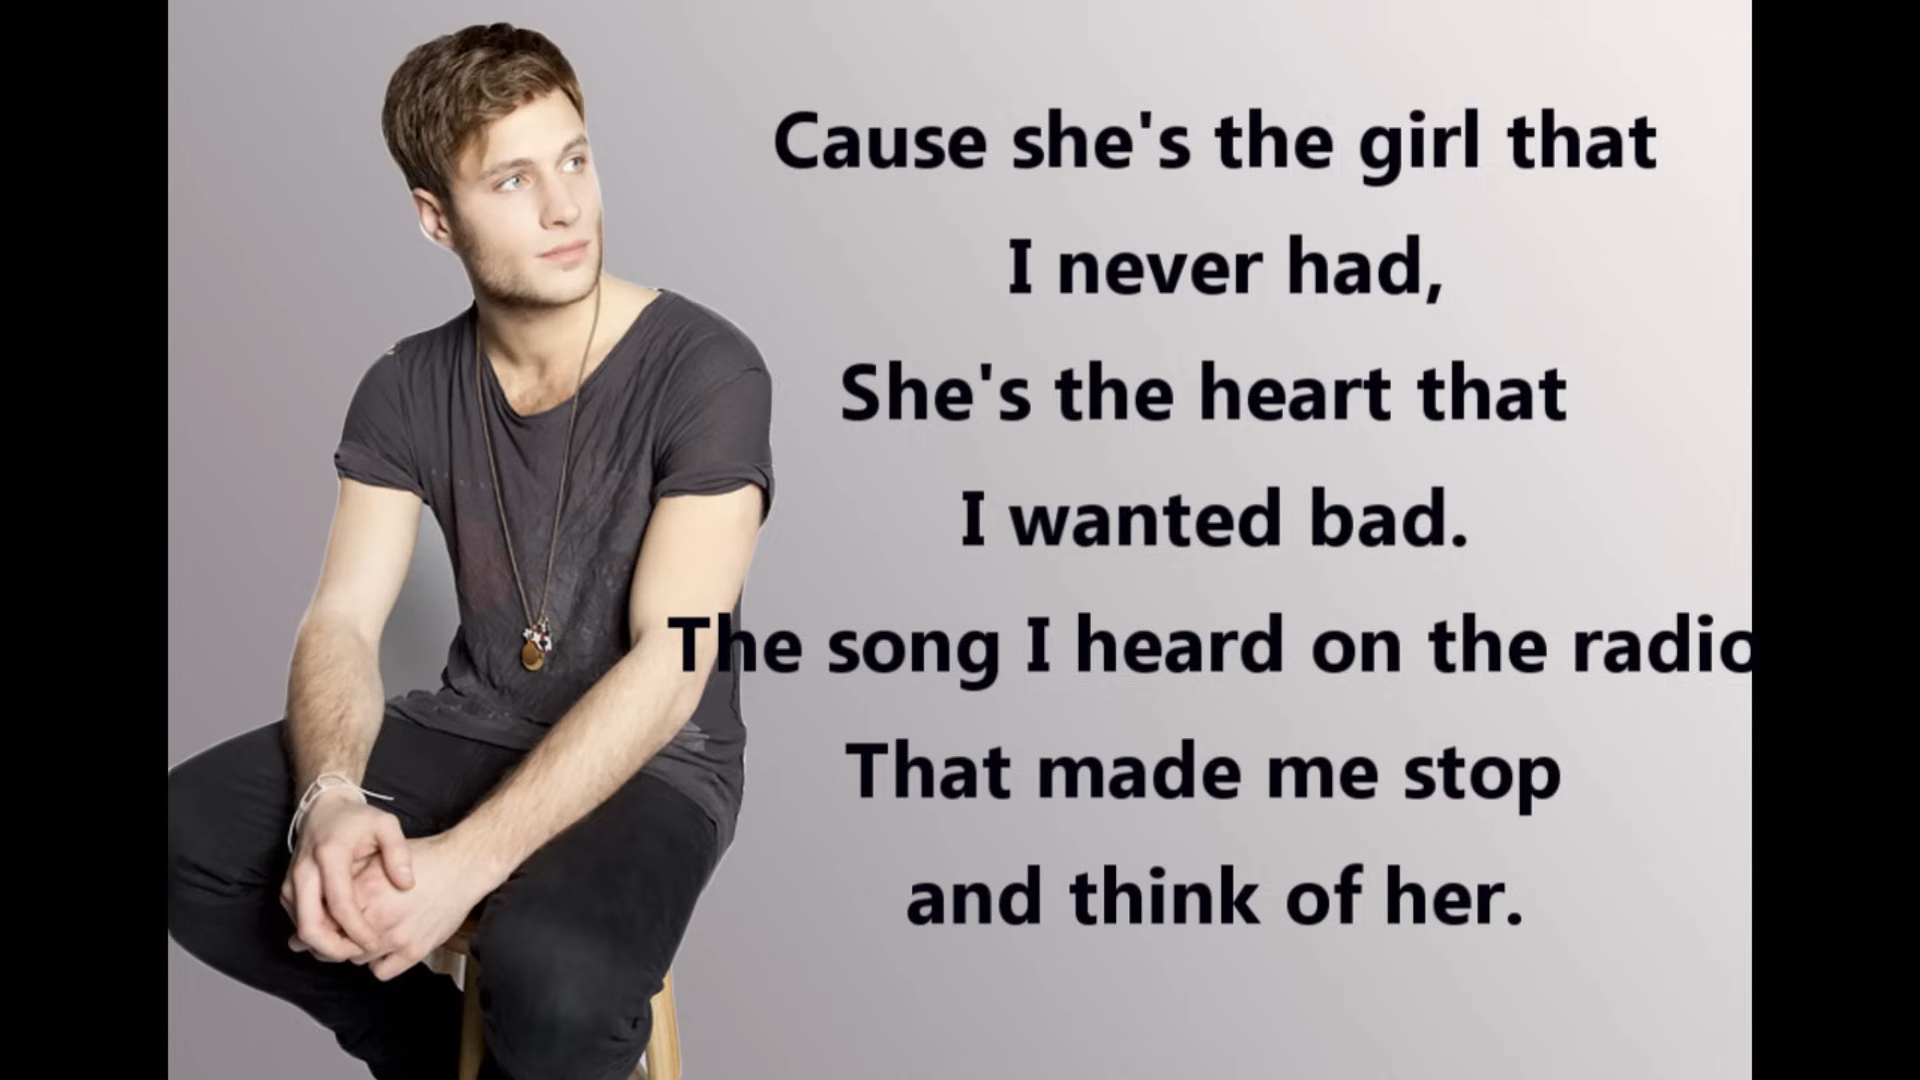 Cause she's the girl that
I never had,
She's the heart that
I wanted bad.
The song I heard on the radio
That made me stop
and think of her.